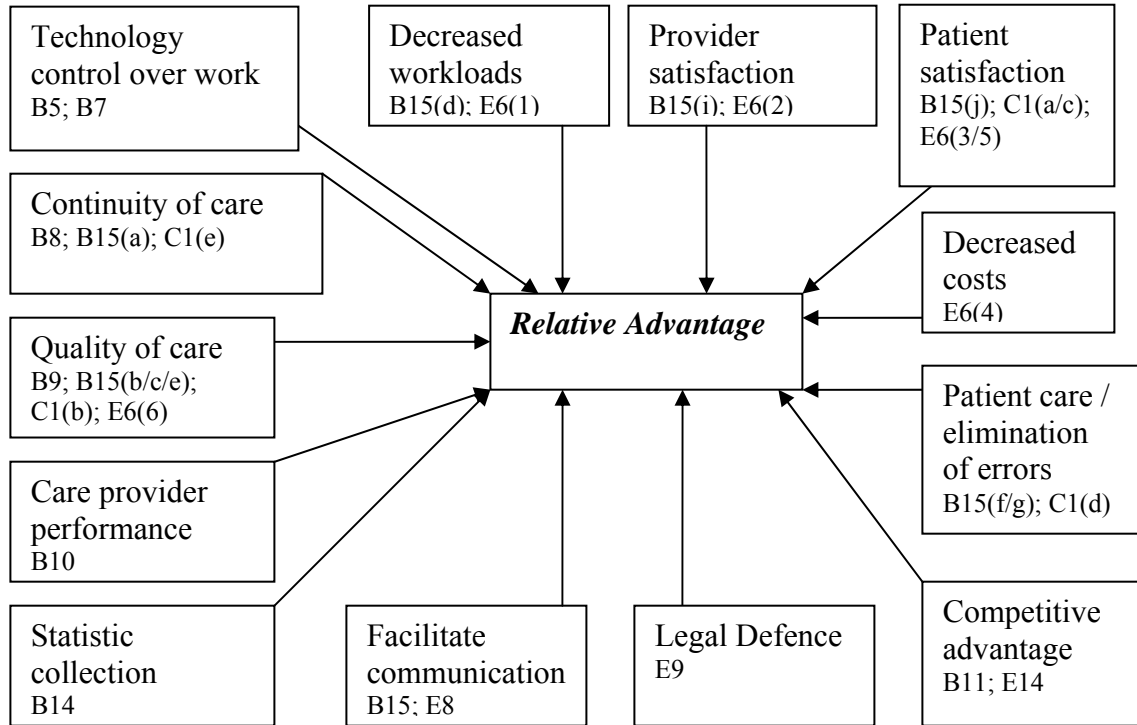 Technology
control over work
B5; B7
Decreased
workloads
B15(d); E6(1)
Provider
satisfaction
B15(i); E6(2)
Patient
satisfaction
B15(j); C1(a/c);
E6(3/5)
Continuity of care
B8; B15(a); C1(e)
Decreased
costs
E6(4)
Relative Advantage
Quality of care
B9; B15(b/c/e);
C1(b); E6(6)
Patient care /
elimination
of errors
B15(f/g); C1(d)
Care provider
performance
B10
Statistic
collection
B14
Facilitate
communication
B15; E8
Legal Defence
E9
Competitive
advantage
B11; E14